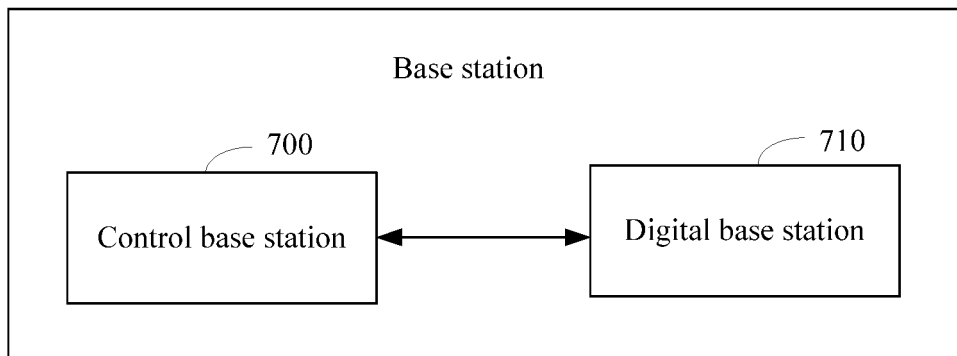 Base station
700
710
Control base station
Digital base station